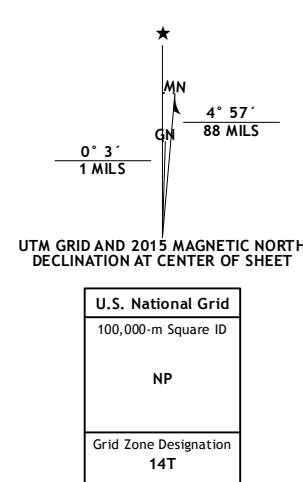 ★
MN
4° 57´
88 MILS
GN
0° 3´
1 MILS
UTM GRID AND 2015 MAGNETIC NORTH
DECLINATION AT CENTER OF SHEET
U.S. National Grid
100,000-m Square ID
NP
Grid Zone Designation
14T